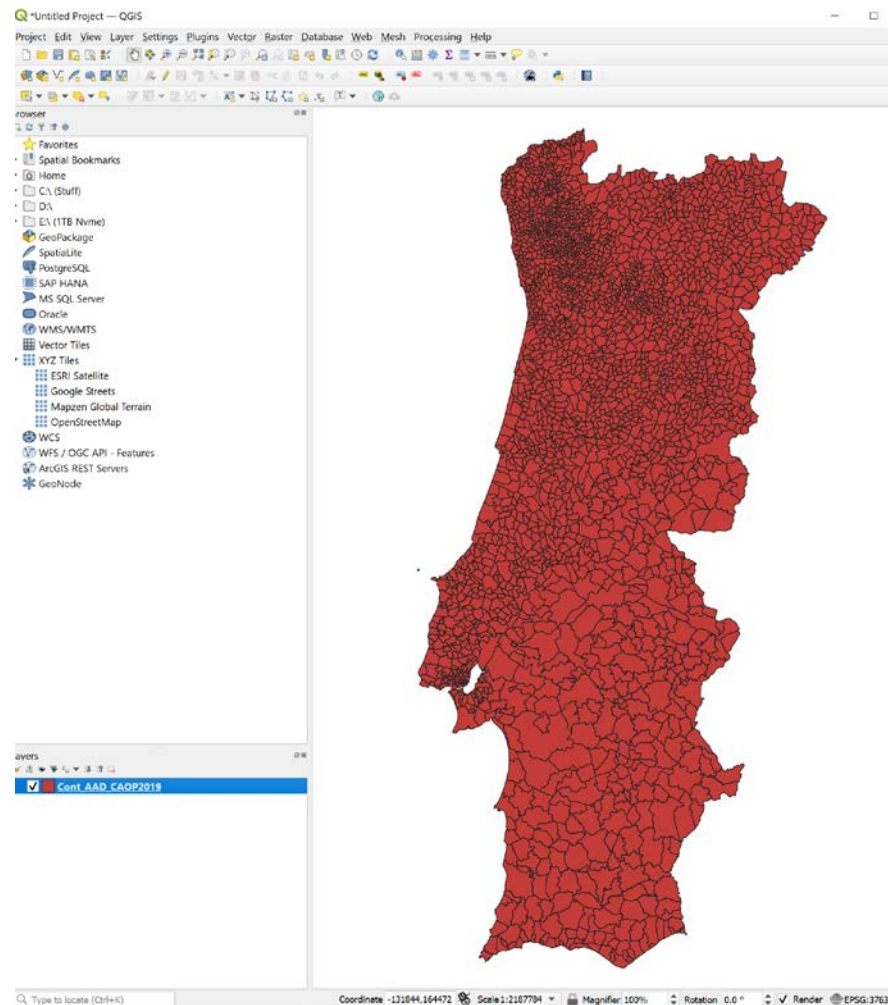 *Untitled Project — QGIS
Project Edit View Layer Settings Plugins Vector Raster Database Web Mesh Processing Help
rowser
Favorites
Spatial Bookmarks
Home
C:\ (Stuff)
D:\
E:\ (1TB Nvme)
GeoPackage
SpatiaLite
PostgreSQL
SAP HANA
MS SQL Server
Oracle
WMS/WMTS
Vector Tiles
XYZ Tiles
ESRI Satellite
Google Streets
Mapzen Global Terrain
OpenStreetMap
WCS
WFS / OGC API - Features
ArcGIS REST Servers
GeoNode
ayers
Cont_AAD_CAOP2019
Type to locate (Ctrl+K) Coordinate -131844,164472 Scale 1:2187784 Magnifier 100% Rotation 0.0 ° Render EPSG:3763